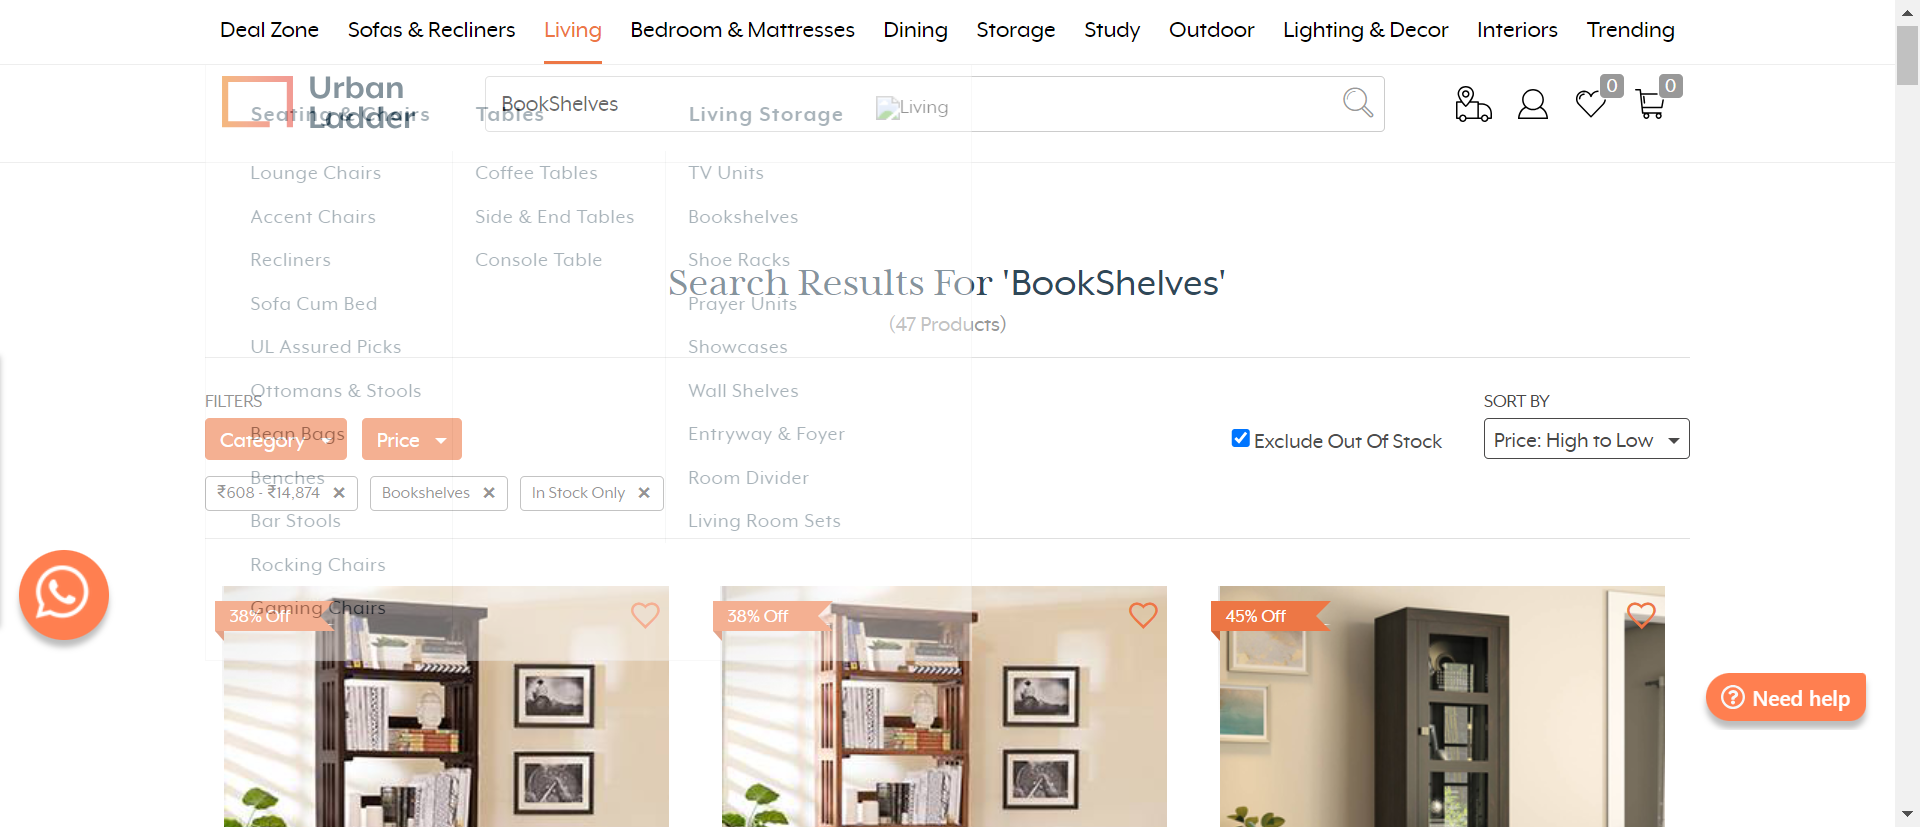 Deal Zone Sofas & Recliners Living Bedroom & Mattresses Dining Storage Study Outdoor Lighting & Decor Interiors Trending
Urban
Ladder
BookShelves
0
0
Seating & Chairs
Lounge Chairs
Accent Chairs
Recliners
Sofa Cum Bed
UL Assured Picks
Ottomans & Stools
Bean Bags
Benches
Bar Stools
Rocking Chairs
Gaming Chairs
Tables
Coffee Tables
Side & End Tables
Console Table
Living Storage
TV Units
Bookshelves
Shoe Racks
Prayer Units
Showcases
Wall Shelves
Entryway & Foyer
Room Divider
Living Room Sets
Living
Search Results For 'BookShelves'
(47 Products)
FILTERS
Category
Price
Exclude Out Of Stock
SORT BY
Price: High to Low
₹608 - ₹14,874 ✕
Bookshelves ✕
In Stock Only ✕
38% Off
38% Off
45% Off
Need help